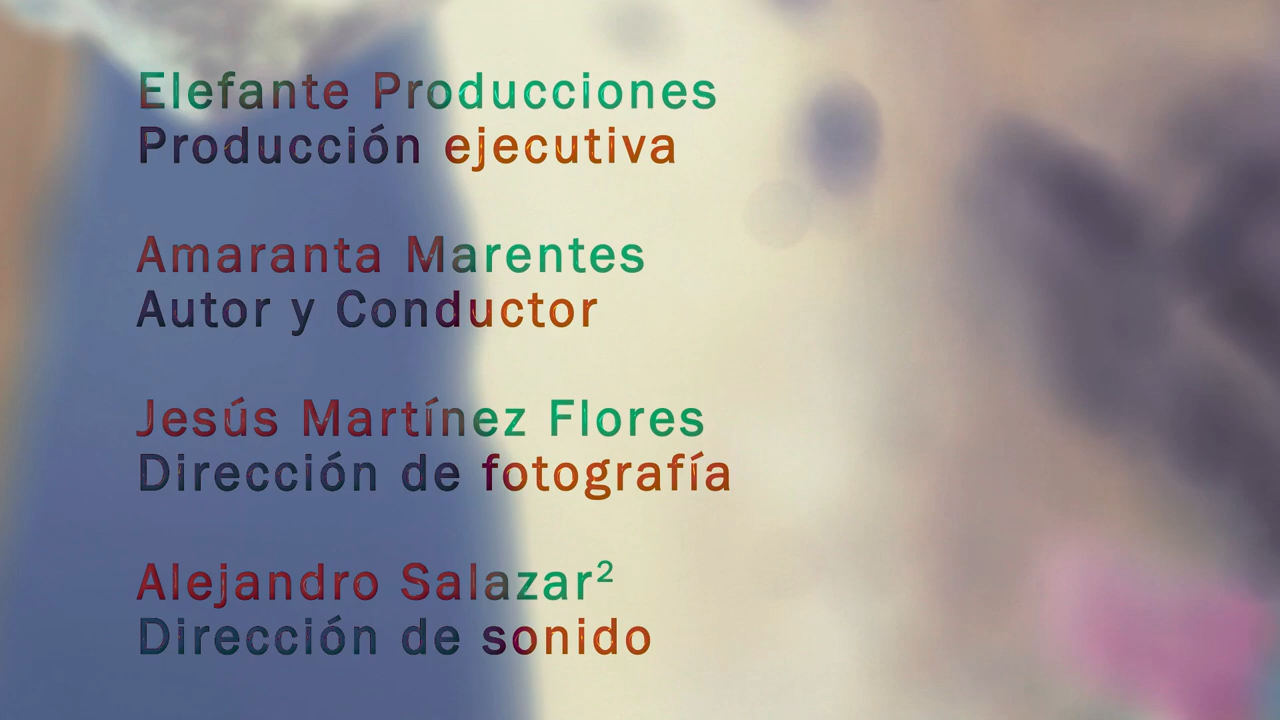 Elefante Producciones
Producción ejecutiva
Amaranta Marentes
Autor y Conductor
Jesús Martínez Flores
Dirección de fotografía
Alejandro Salazar²
Dirección de sonido